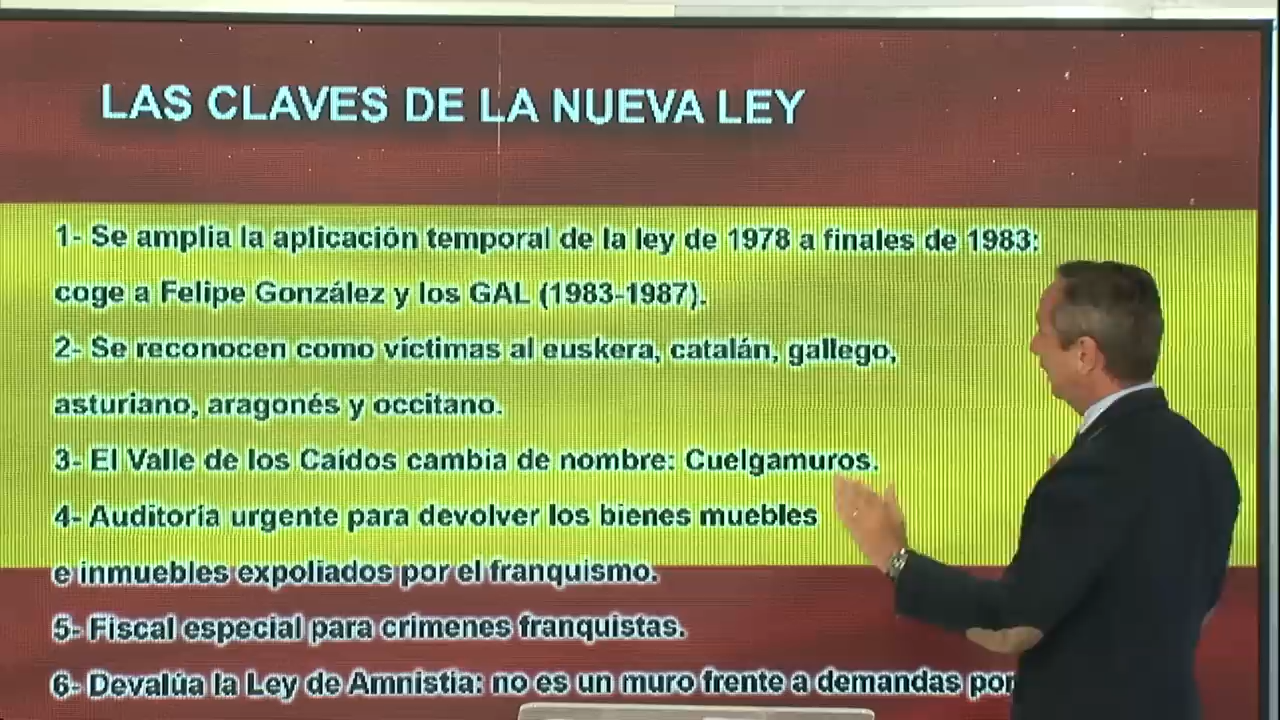 LAS CLAVES DE LA NUEVA LEY
1- Se amplia la aplicación temporal de la ley de 1978 a finales de 1983:
coge a Felipe González y los GAL (1983-1987).
2- Se reconocen como víctimas al euskera, catalán, gallego,
asturiano, aragonés y occitano.
3- El Valle de los Caídos cambia de nombre: Cuelgamuros.
4- Auditoría urgente para devolver los bienes muebles
e inmuebles expoliados por el franquismo.
5- Fiscal especial para crimenes franquistas.
6- Devalúa la Ley de Amnistia: no es un muro frente a demandas por